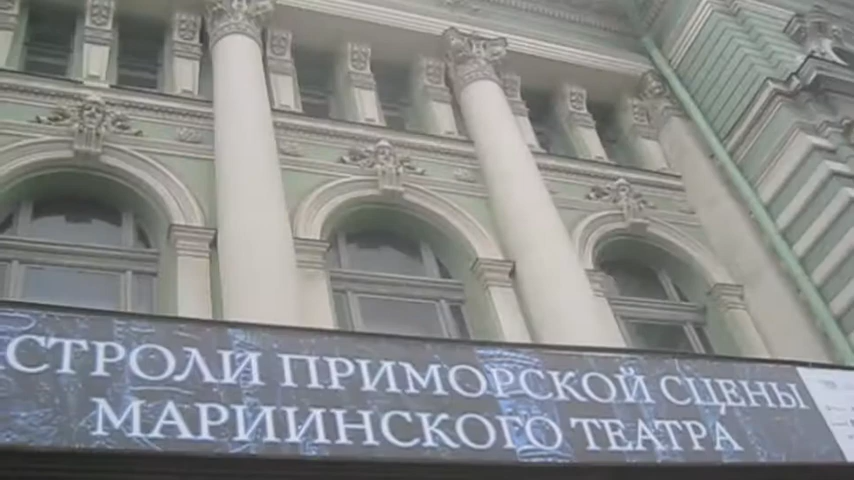 СТРОЛИ ПРИМОРСКОЙ СЦЕНЫ
МАРИИНСКОГО ТЕАТРА